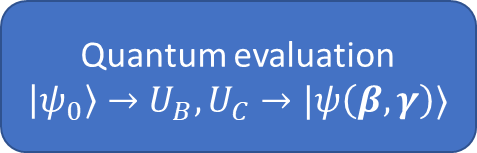 Quantum evaluation
|ψ₀⟩ → U_B, U_C → |ψ(β, γ)⟩